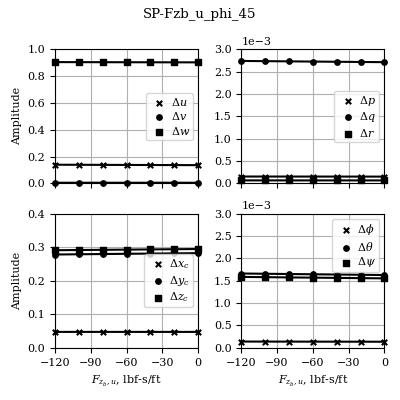 SP-Fzb_u_phi_45
1e−3
1.0
0.8
0.6
0.4
0.2
0.0
Amplitude
Δu
Δv
Δw
3.0
2.5
2.0
1.5
1.0
0.5
0.0
Δp
Δq
Δr
1e−3
0.4
0.3
0.2
0.1
0.0
Amplitude
Δx_c
Δy_c
Δz_c
−120 −90 −60 −30 0
F_{z_b,u}, lbf-s/ft
3.0
2.5
2.0
1.5
1.0
0.5
0.0
Δϕ
Δθ
Δψ
−120 −90 −60 −30 0
F_{z_b,u}, lbf-s/ft